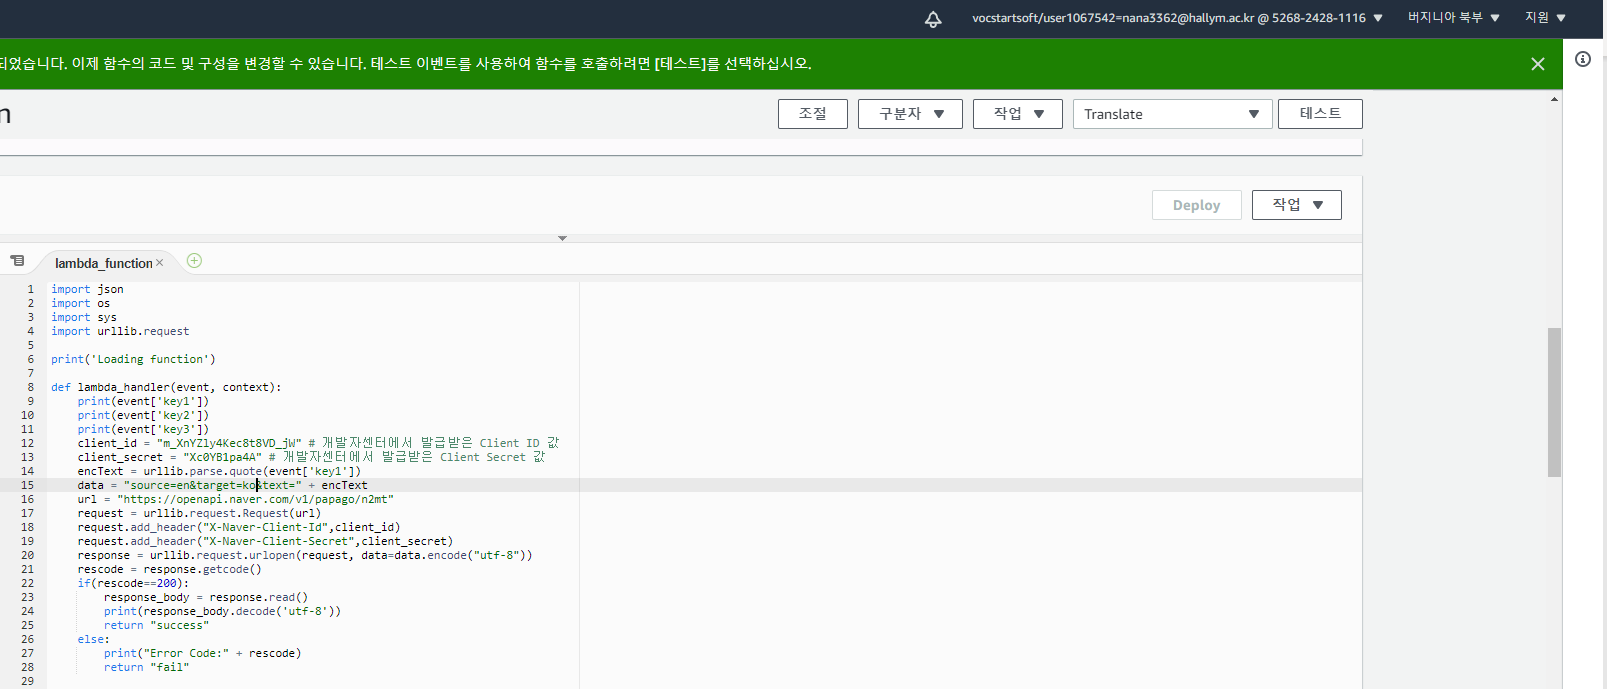 vocstartsoft/user1067542=nana3362@hallym.ac.kr @ 5268-2428-1116 버지니아 북부 지원
되었습니다. 이제 함수의 코드 및 구성을 변경할 수 있습니다. 테스트 이벤트를 사용하여 함수를 호출하려면 [테스트]를 선택하십시오.
n 조절 구분자 작업 Translate 테스트
Deploy 작업
lambda_function
1 import json
2 import os
3 import sys
4 import urllib.request
5
6 print('Loading function')
7
8 def lambda_handler(event, context):
9 print(event['key1'])
10 print(event['key2'])
11 print(event['key3'])
12 client_id = "m_XnYZly4Kec8t8VD_jW" # 개발자센터에서 발급받은 Client ID 값
13 client_secret = "Xc0YB1pa4A" # 개발자센터에서 발급받은 Client Secret 값
14 encText = urllib.parse.quote(event['key1'])
15 data = "source=en&target=ko&text=" + encText
16 url = "https://openapi.naver.com/v1/papago/n2mt"
17 request = urllib.request.Request(url)
18 request.add_header("X-Naver-Client-Id",client_id)
19 request.add_header("X-Naver-Client-Secret",client_secret)
20 response = urllib.request.urlopen(request, data=data.encode("utf-8"))
21 rescode = response.getcode()
22 if(rescode==200):
23 response_body = response.read()
24 print(response_body.decode('utf-8'))
25 return "success"
26 else:
27 print("Error Code:" + rescode)
28 return "fail"
29